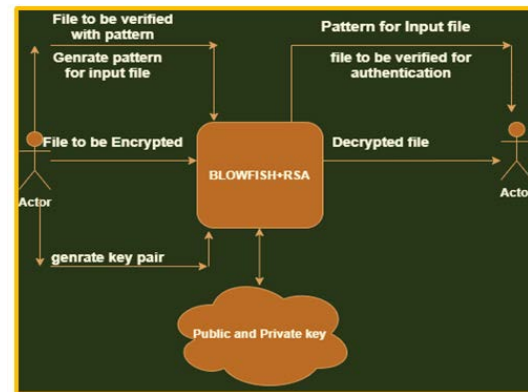 File to be verified
with pattern
Genrate pattern
for input file
Pattern for Input file
file to be verified for
authentication
File to be Encrypted
BLOWFISH+RSA
Decrypted file
Actor
Acto
genrate key pair
Public and Private key